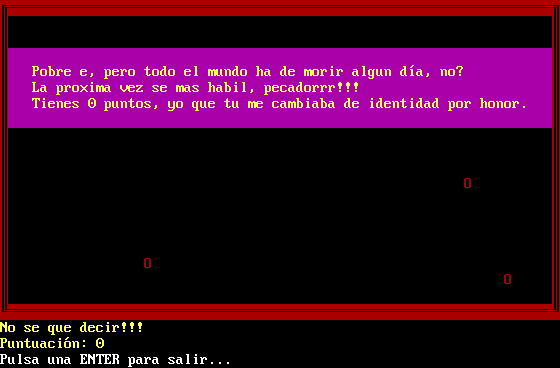 Pobre e, pero todo el mundo ha de morir algun día, no?
La proxima vez se mas habil, pecadorrr!!!
Tienes 0 puntos, yo que tu me cambiaba de identidad por honor.
0
0
0
No se que decir!!!
Puntuación: 0
Pulsa una ENTER para salir...